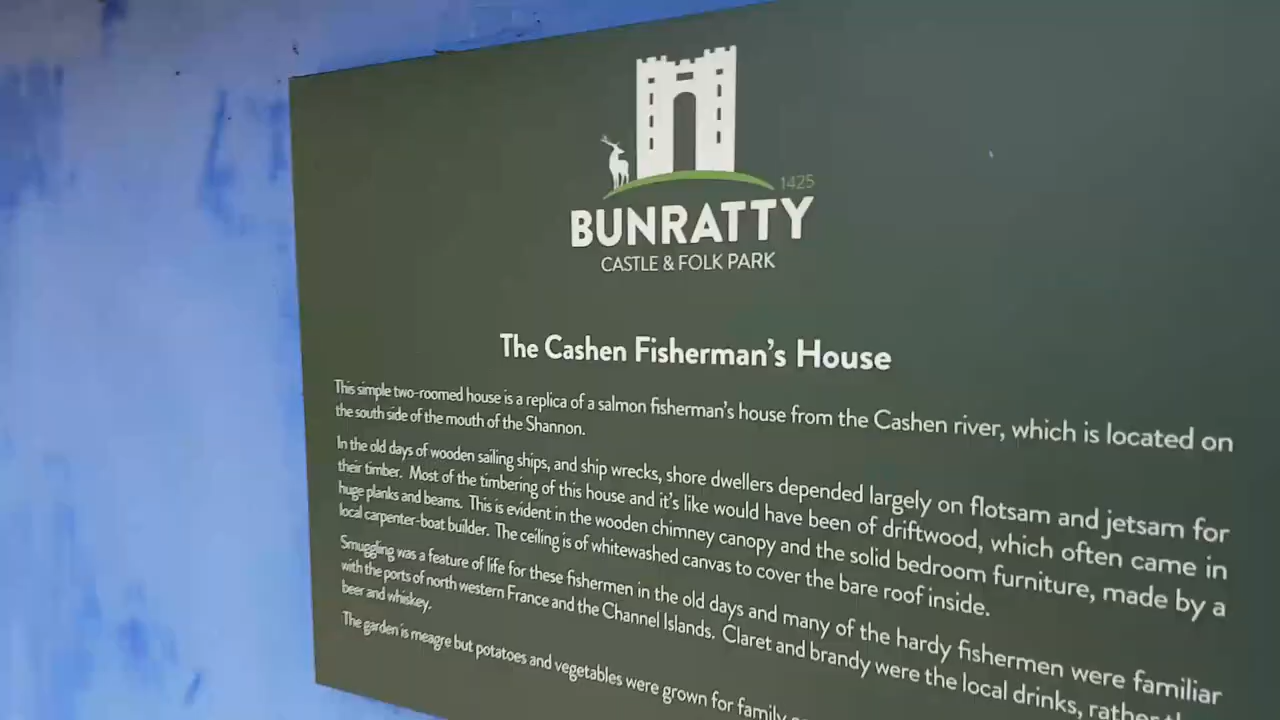 1425
BUNRATTY
CASTLE & FOLK PARK
The Cashen Fisherman's House
This simple two-roomed house is a replica of a salmon fisherman's house from the Cashen river, which is located on
the south side of the mouth of the Shannon.
In the old days of wooden sailing ships, and ship wrecks, shore dwellers depended largely on flotsam and jetsam for
their timber. Most of the timbering of this house and it's like would have been of driftwood, which often came in
huge planks and beams. This is evident in the wooden chimney canopy and the solid bedroom furniture, made by a
local carpenter-boat builder. The ceiling is of whitewashed canvas to cover the bare roof inside.
Smuggling was a feature of life for these fishermen in the old days and many of the hardy fishermen were familiar
with the ports of north western France and the Channel Islands. Claret and brandy were the local drinks, rather
beer and whiskey.
The garden is meagre but potatoes and vegetables were grown for family